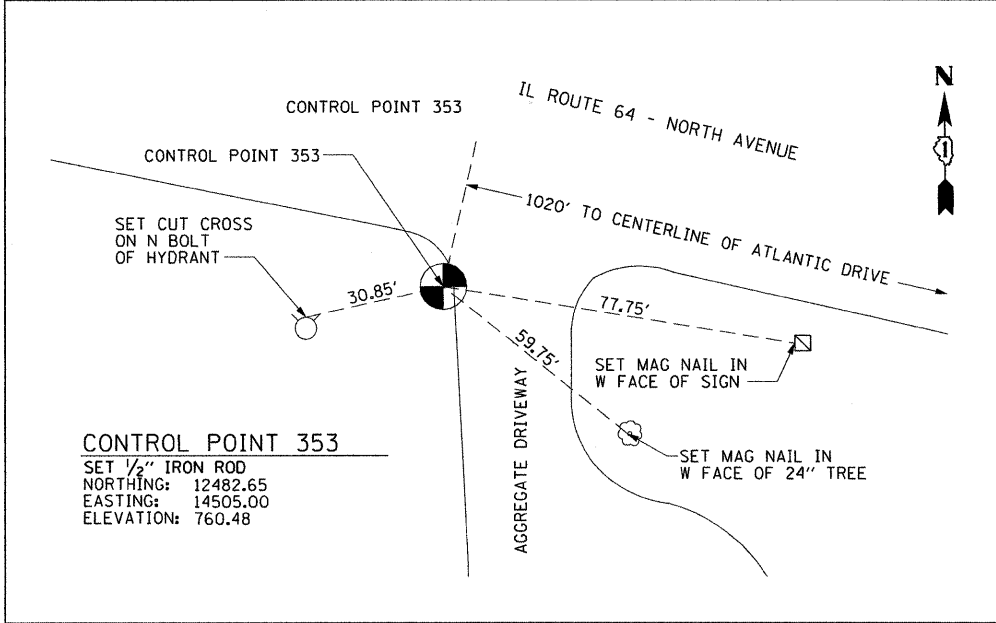 CONTROL POINT 353
IL ROUTE 64 - NORTH AVENUE
N
1
CONTROL POINT 353
1020' TO CENTERLINE OF ATLANTIC DRIVE
SET CUT CROSS
ON N BOLT
OF HYDRANT
30.85'
77.75'
59.75'
SET MAG NAIL IN
W FACE OF SIGN
AGGREGATE DRIVEWAY
SET MAG NAIL IN
W FACE OF 24" TREE
CONTROL POINT 353
SET 1/2" IRON ROD
NORTHING: 12482.65
EASTING: 14505.00
ELEVATION: 760.48